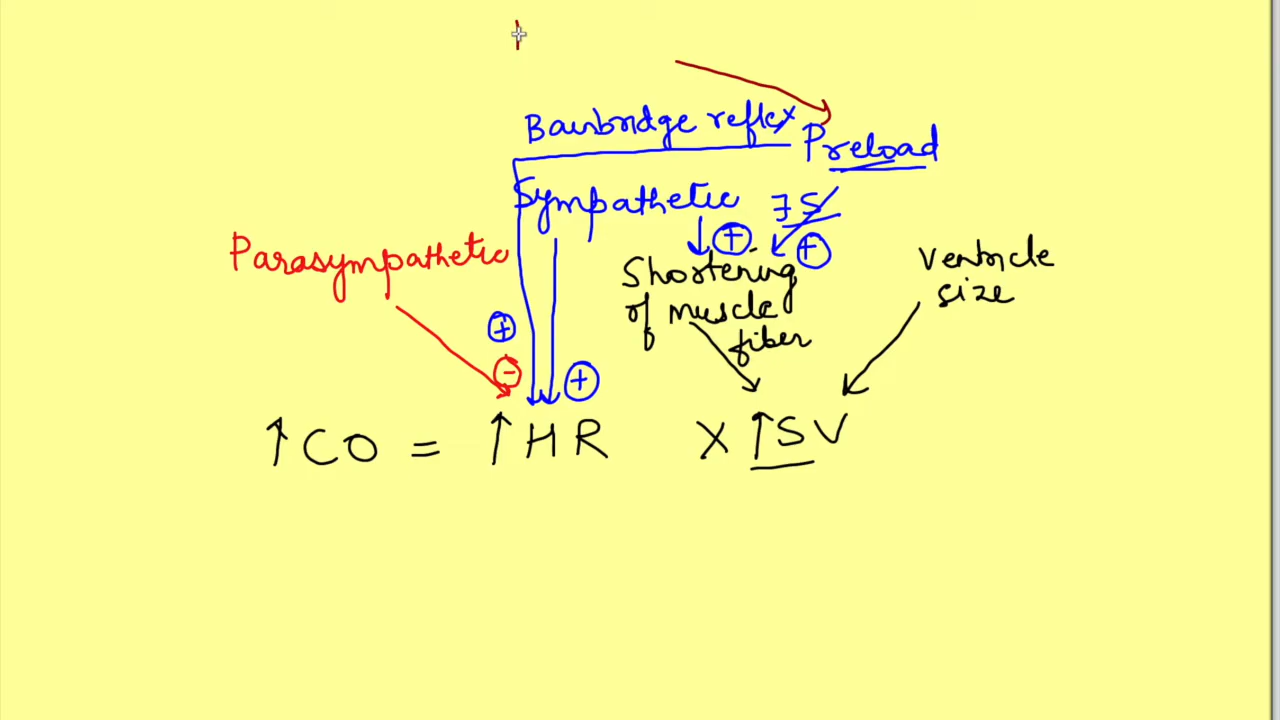 Bainbridge reflex
Preload
Sympathetic
FS
Parasympathetic
+
+
Shortening
of muscle
fiber
ventricle
size
+
-
+
↑CO = ↑HR X ↑SV